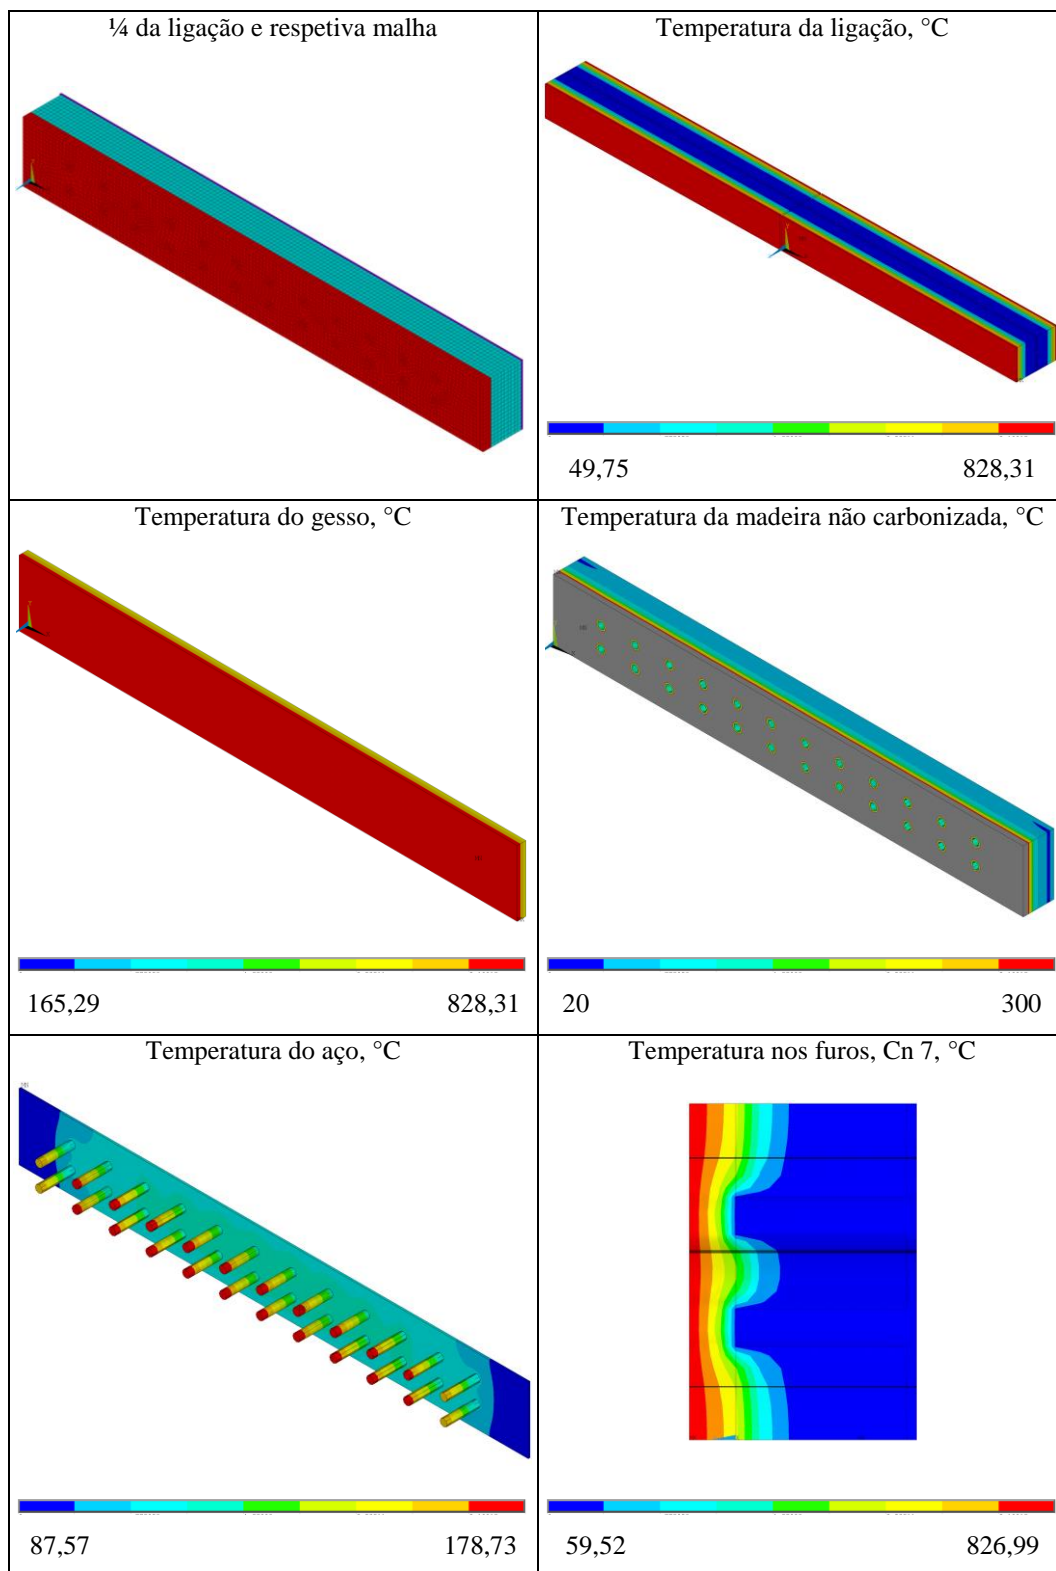 ¼ da ligação e respetiva malha
Temperatura da ligação, °C
49,75 828,31
Temperatura do gesso, °C
Temperatura da madeira não carbonizada, °C
165,29 828,31
20 300
Temperatura do aço, °C
Temperatura nos furos, Cn 7, °C
87,57 178,73
59,52 826,99